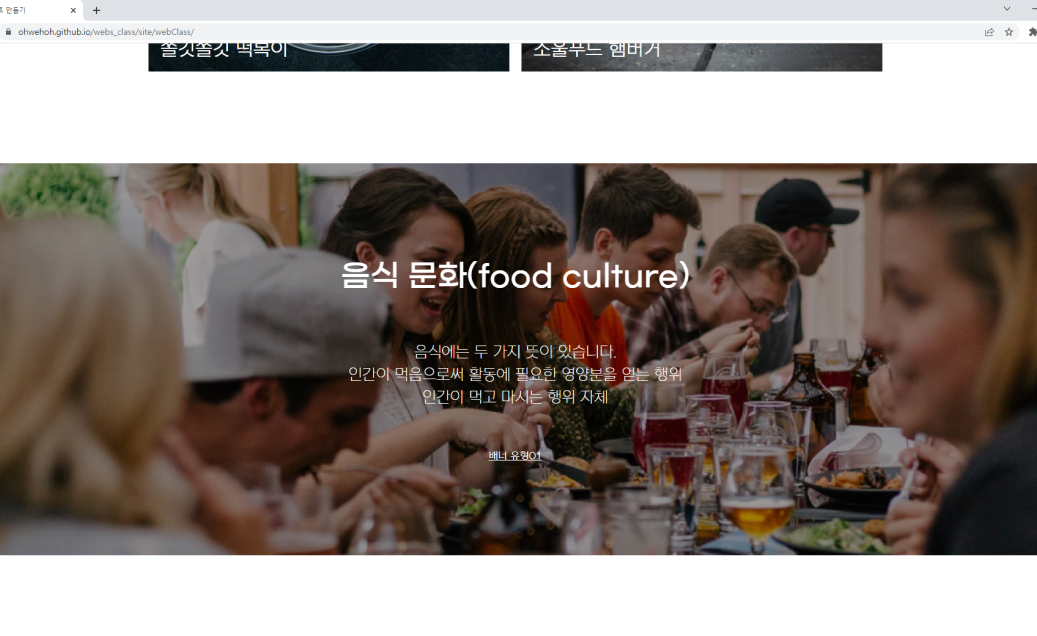 만들기
ohwehoh.github.io/webs_class/site/webClass/
쫄깃쫄깃 떡볶이
소울푸드 햄버거
음식 문화(food culture)
음식에는 두 가지 뜻이 있습니다.
인간이 먹음으로써 활동에 필요한 영양분을 얻는 행위
인간이 먹고 마시는 행위 자체
배너 유형01